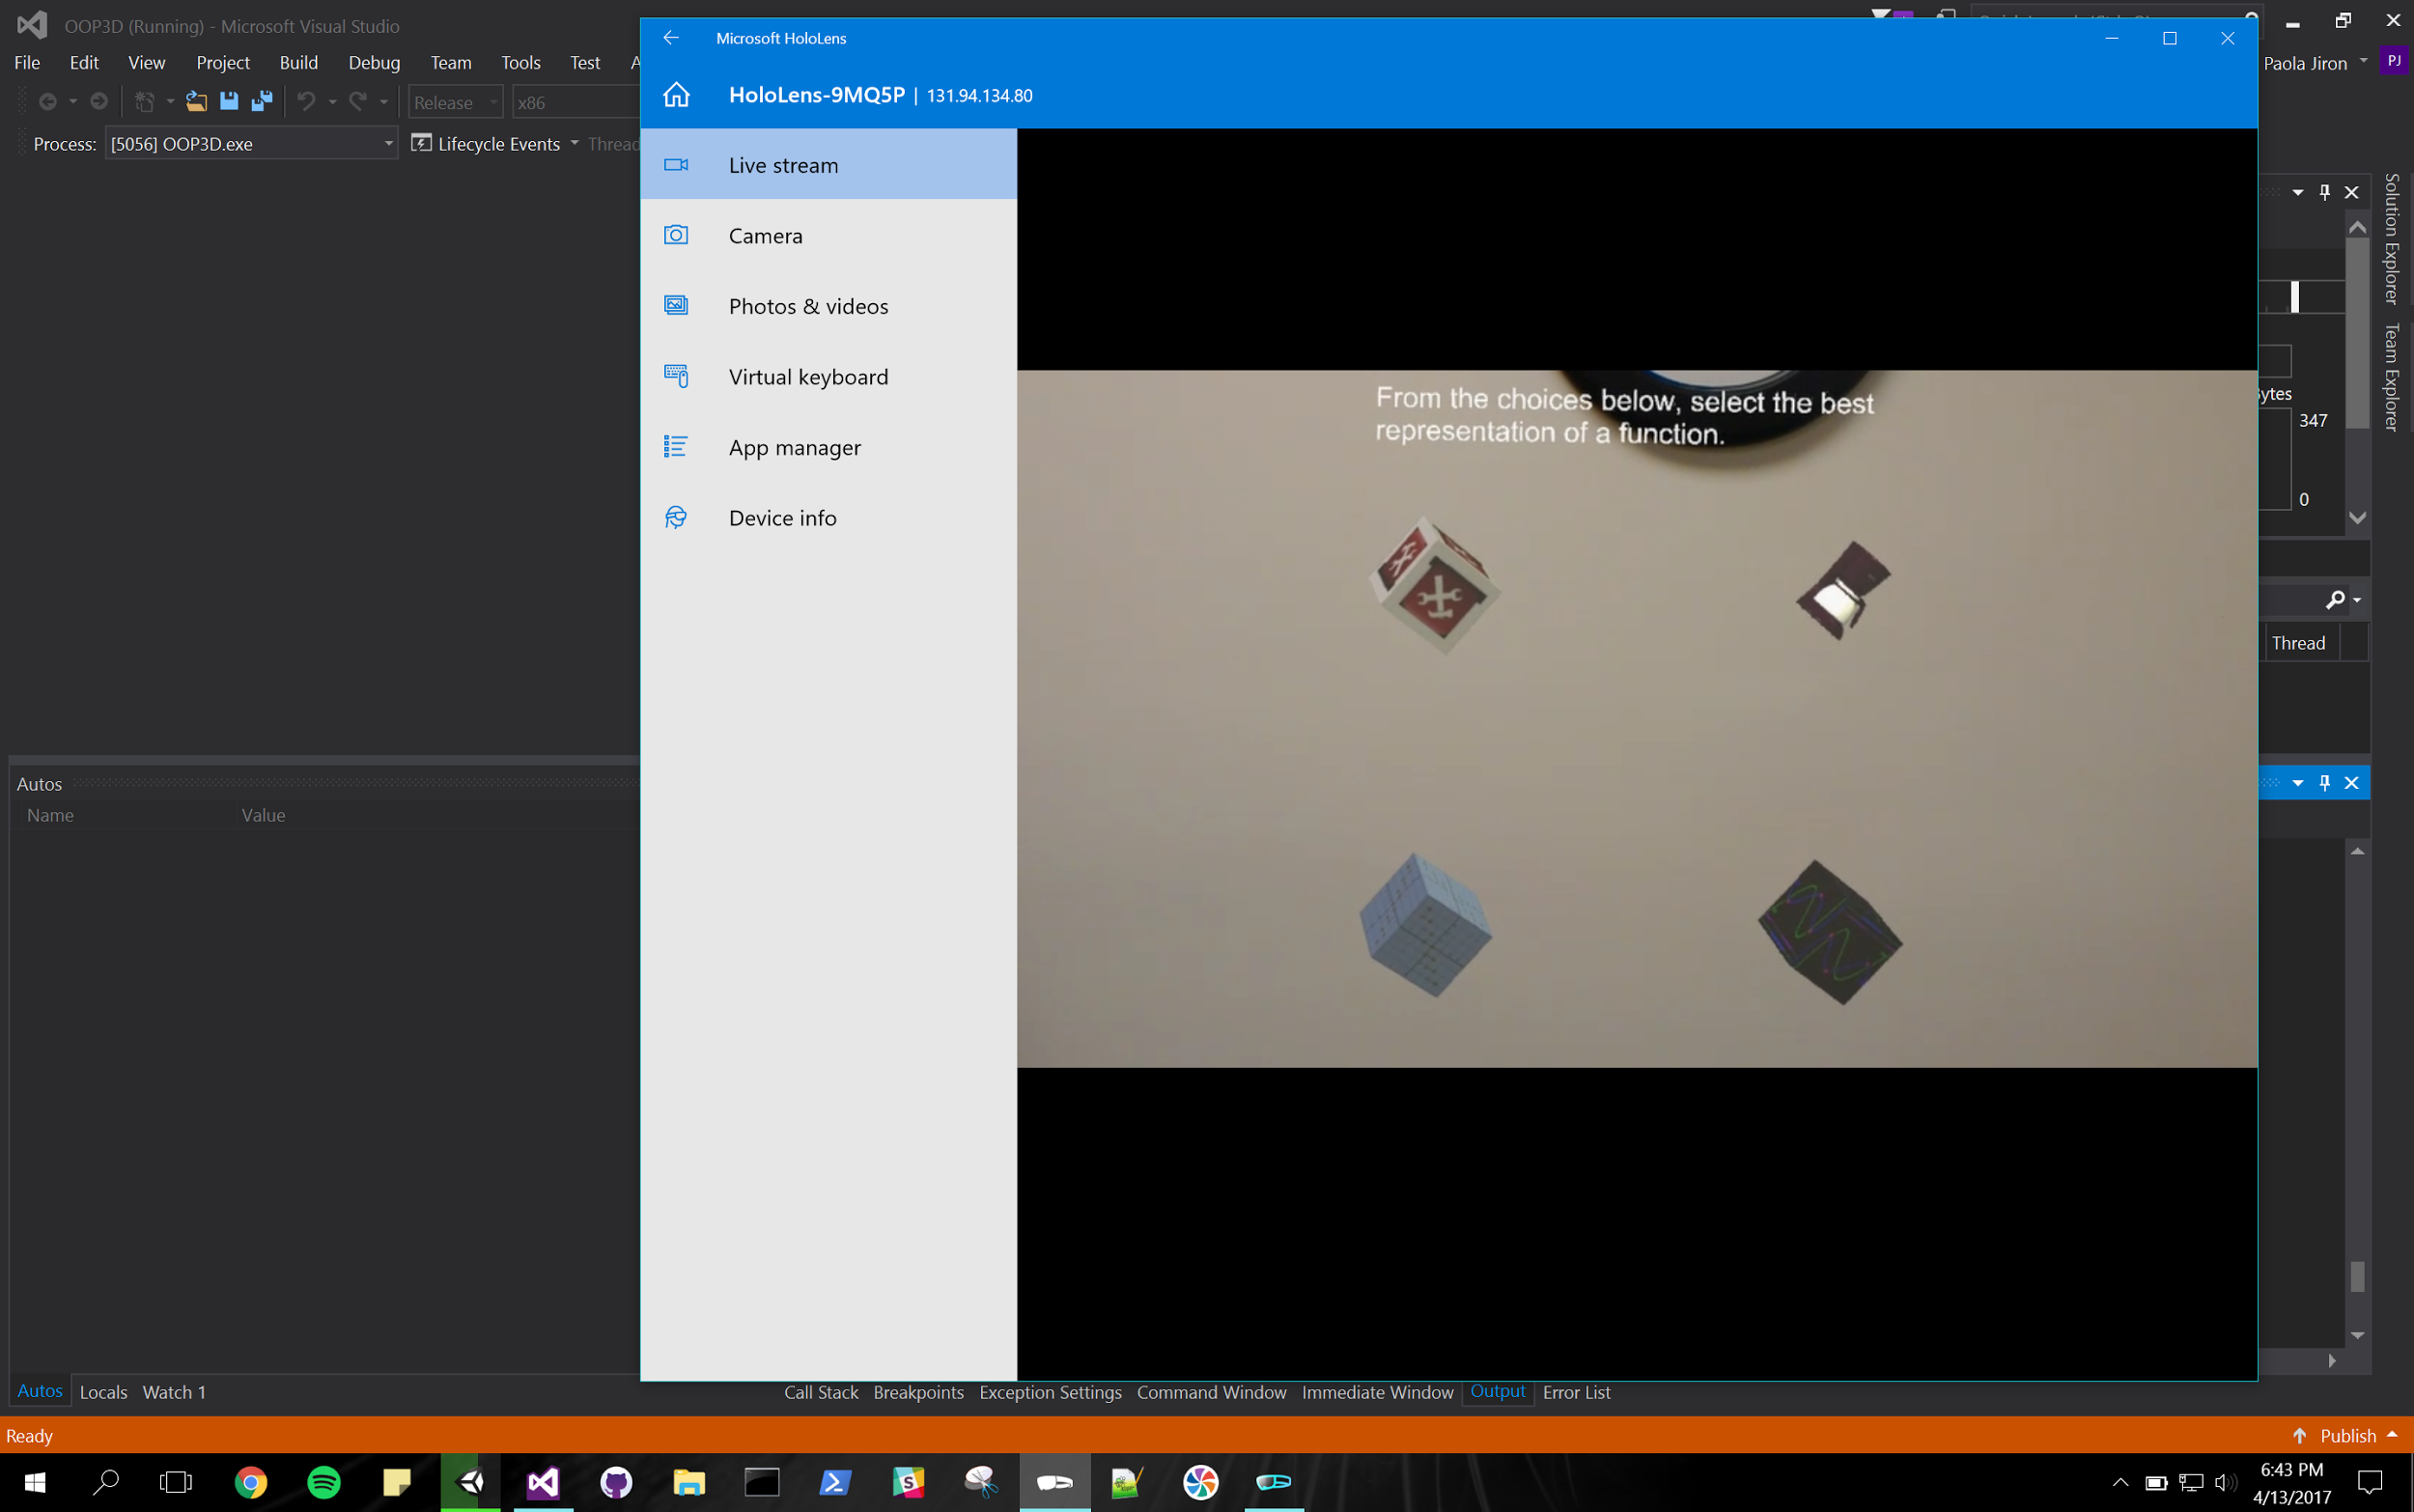 OOP3D (Running) - Microsoft Visual Studio
File Edit View Project Build Debug Team Tools Test
Paola Jiron PJ
Release x86
Process: [5056] OOP3D.exe Lifecycle Events Thread
Microsoft HoloLens
HoloLens-9MQ5P | 131.94.134.80
Live stream
Camera
Photos & videos
Virtual keyboard
App manager
Device info
From the choices below, select the best
representation of a function.
Solution Explorer
Team Explorer
347
0
Thread
Autos
Name Value
Autos Locals Watch 1
Call Stack Breakpoints Exception Settings Command Window Immediate Window Output Error List
Ready
Publish
6:43 PM
4/13/2017